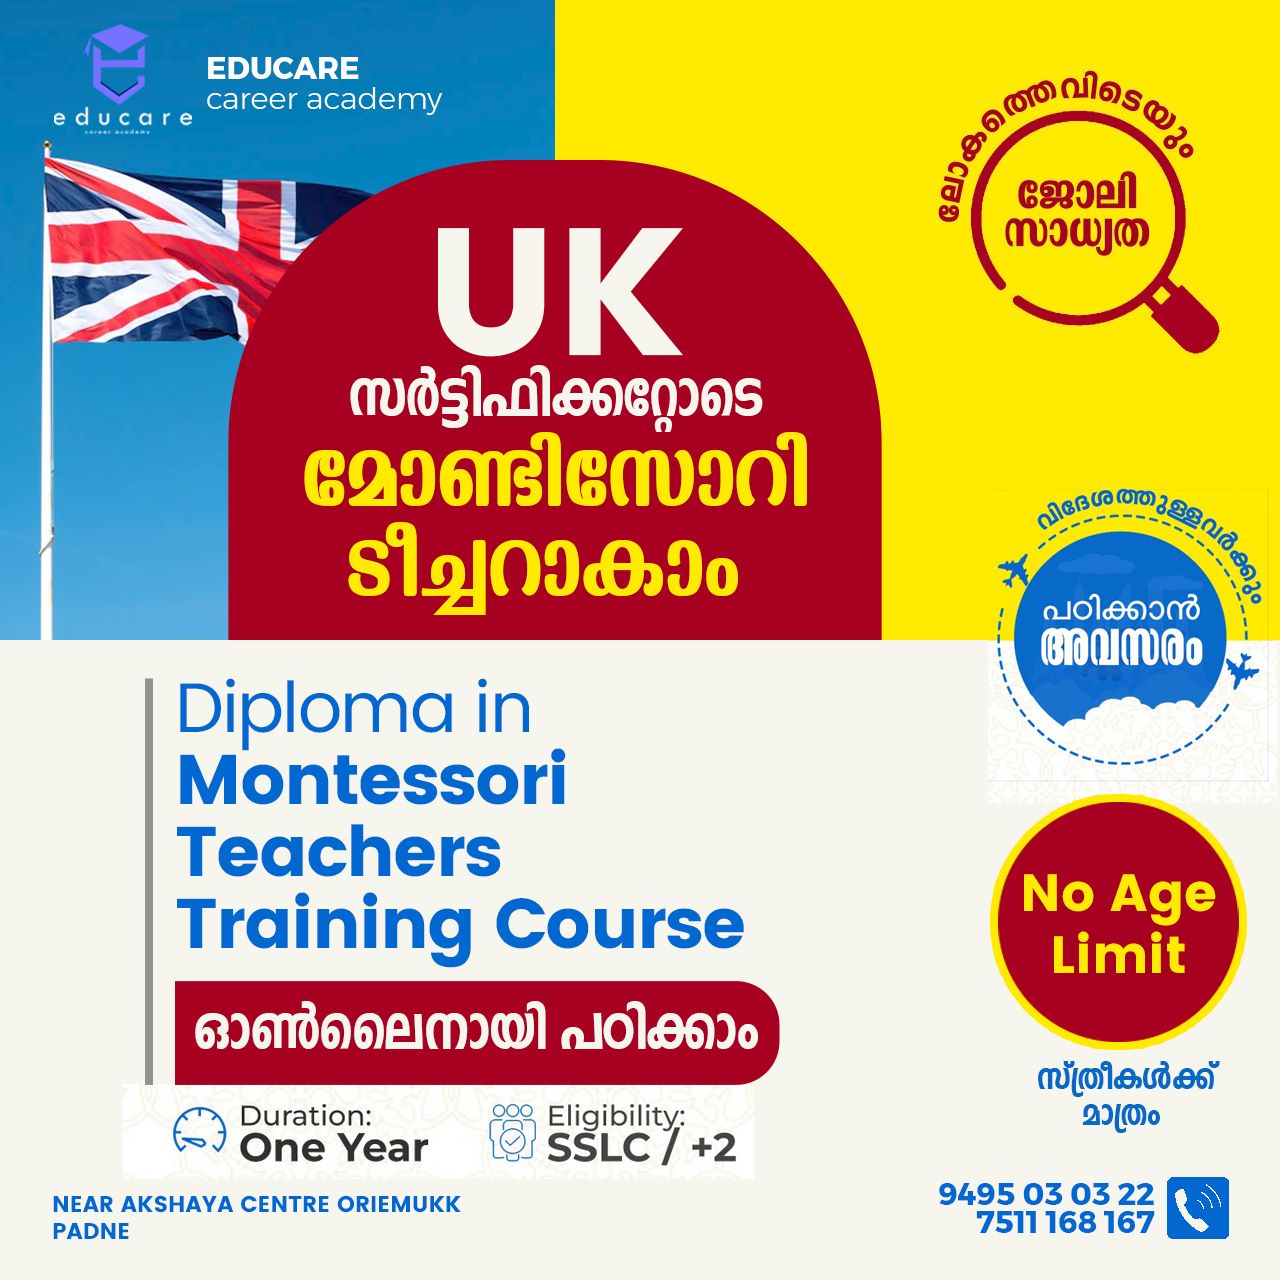 educare
career academy
EDUCARE
career academy
ലോകത്തെവിടെയും
ജോലി
സാധ്യത
UK
സർട്ടിഫിക്കറ്റോടെ
മോണ്ടിസോറി
ടീച്ചറാകാം
വിദേശത്തുള്ളവർക്കും
പഠിക്കാൻ
അവസരം
Diploma in
Montessori
Teachers
Training Course
ഓൺലൈനായി പഠിക്കാം
No Age
Limit
സ്ത്രീകൾക്ക്
മാത്രം
Duration:
One Year
Eligibility:
SSLC / +2
NEAR AKSHAYA CENTRE ORIEMUKK
PADNE
9495 03 03 22
7511 168 167